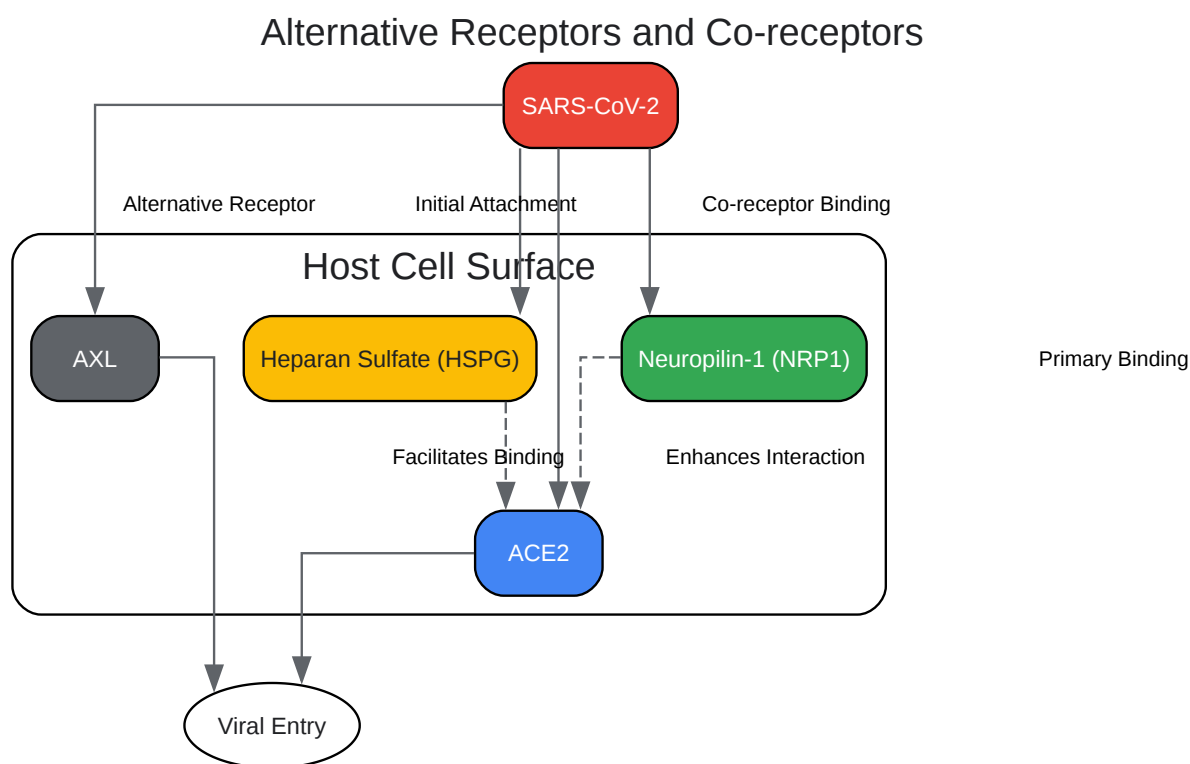 Alternative Receptors and Co-receptors
SARS-CoV-2
Alternative Receptor
Initial Attachment
Co-receptor Binding
Host Cell Surface
AXL
Heparan Sulfate (HSPG)
Neuropilin-1 (NRP1)
Primary Binding
Facilitates Binding
Enhances Interaction
ACE2
Viral Entry